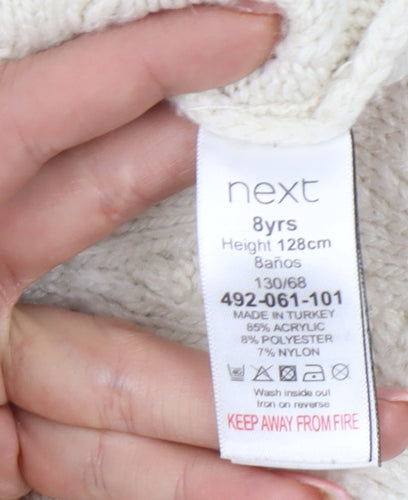 next
8yrs
Height 128cm
8años
130/68
492-061-101
MADE IN TURKEY
85% ACRYLIC
8% POLYESTER
7% NYLON
Wash inside out
Iron on reverse
KEEP AWAY FROM FIRE